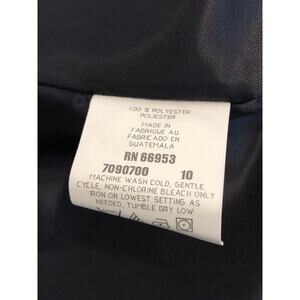 100 % POLYESTER
POLIESTER
MADE IN
FABRIQUE AU
FABRICADO EN
GUATEMALA
RN 66953
7090700 10
MACHINE WASH COLD, GENTLE
CYCLE, NON-CHLORINE BLEACH ONLY
IRON ON LOWEST SETTING AS
NEEDED, TUMBLE DRY LOW